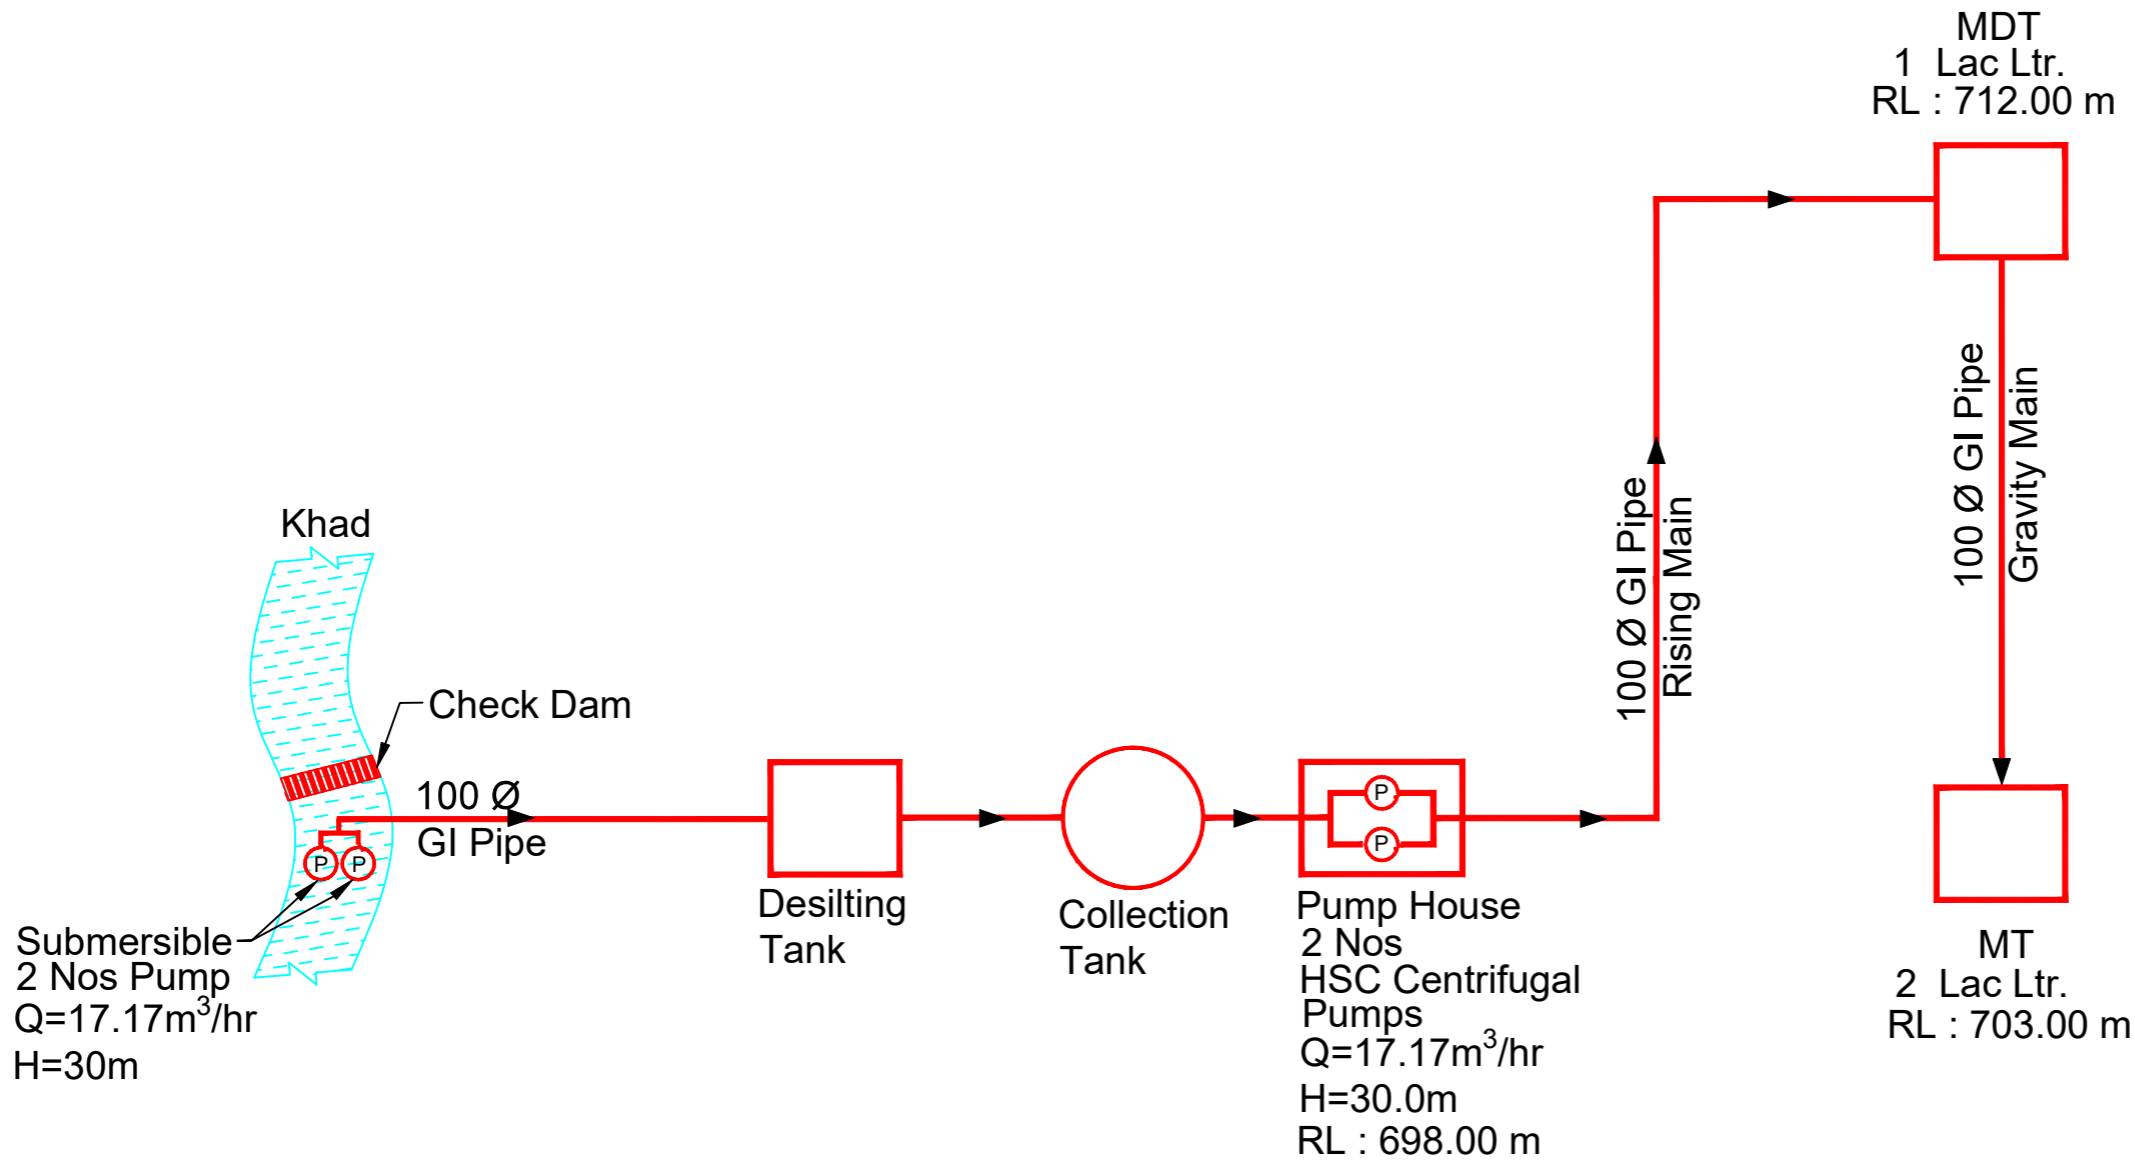 MDT
1 Lac Ltr.
RL : 712.00 m
100 Ø GI Pipe
Gravity Main
100 Ø GI Pipe
Rising Main
Khad
Check Dam
100 Ø
GI Pipe
P
P
P
P
Submersible
2 Nos Pump
Q=17.17m³/hr
H=30m
Desilting
Tank
Collection
Tank
Pump House
2 Nos
HSC Centrifugal
Pumps
Q=17.17m³/hr
H=30.0m
RL : 698.00 m
MT
2 Lac Ltr.
RL : 703.00 m